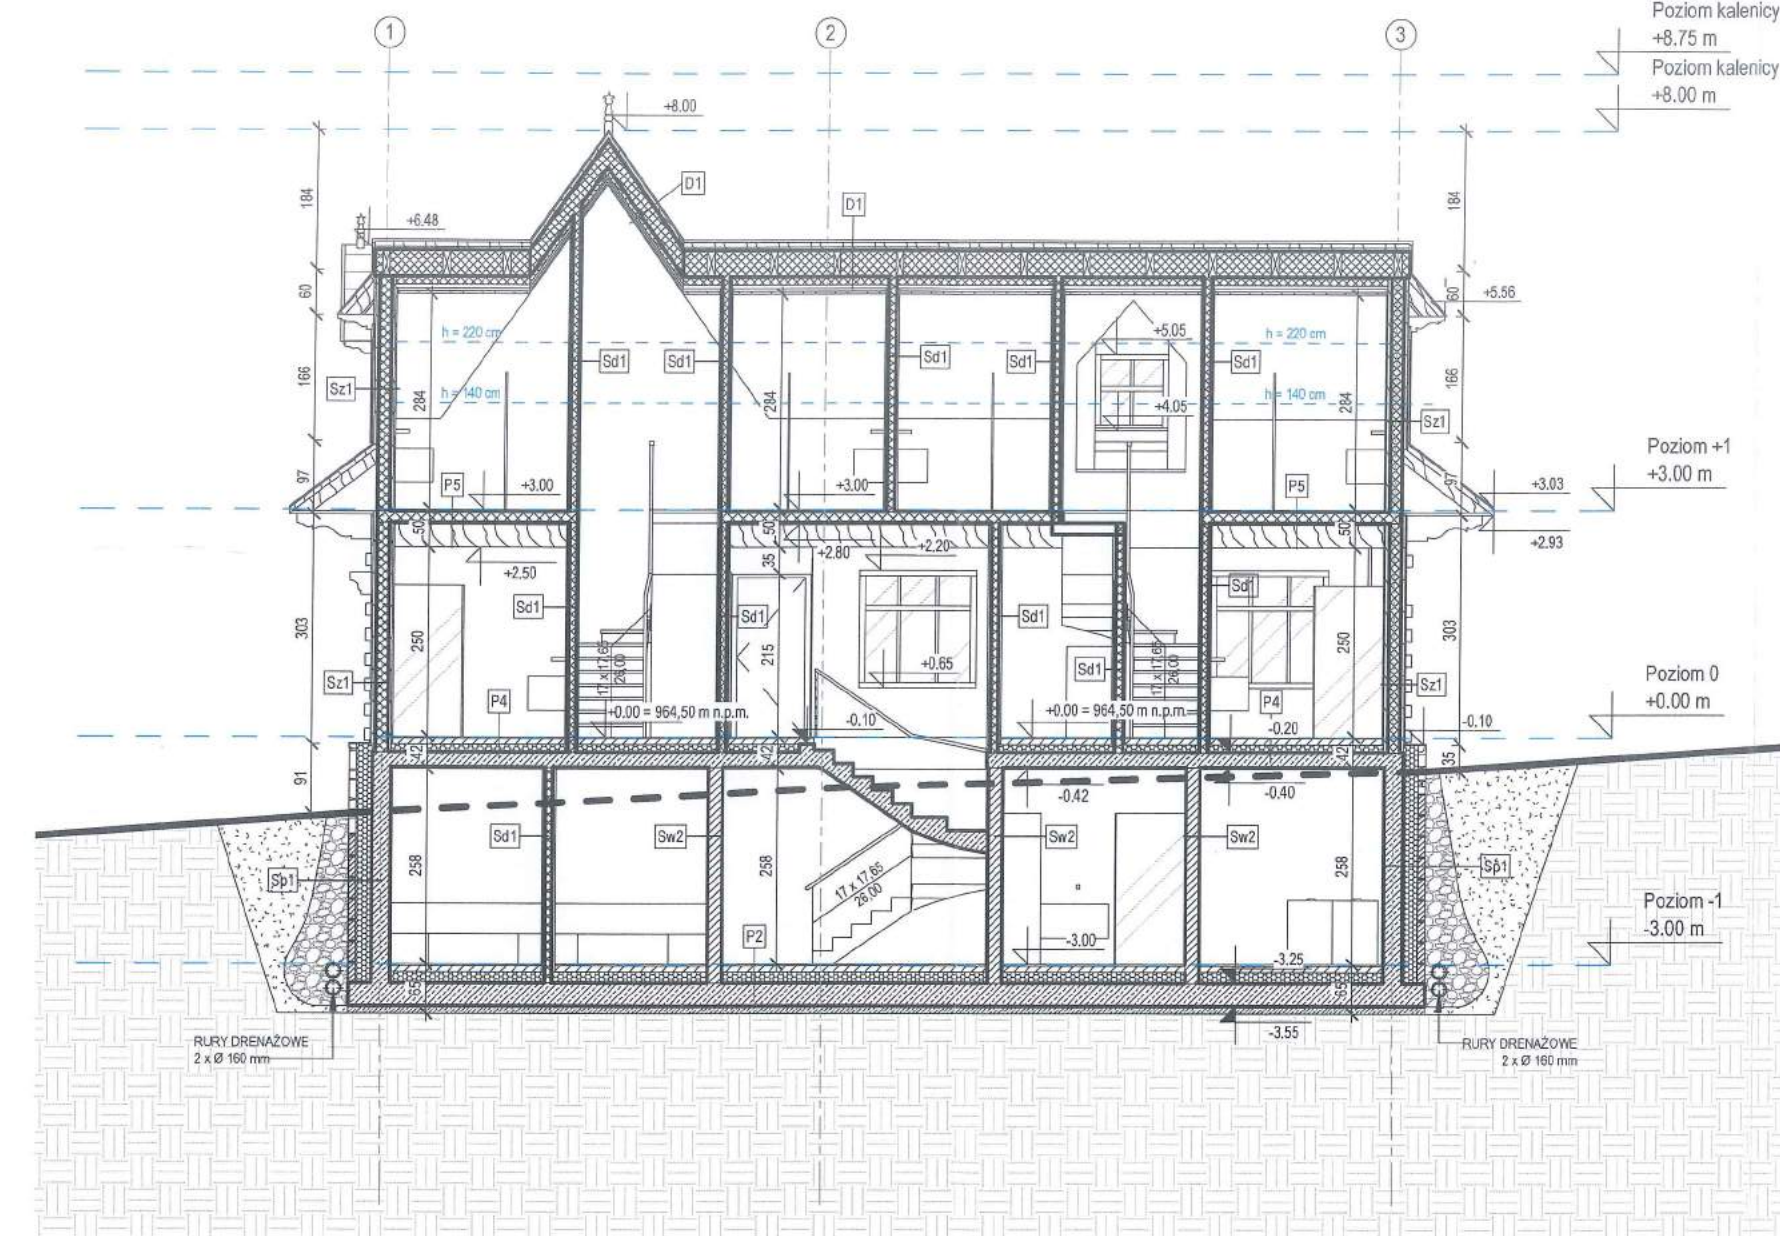 Poziom kalenicy
+8.75 m
Poziom kalenicy
+8.00 m
1
2
3
+8.00
184
184
D1
D1
+6.48
60
60
+5.56
h = 220 cm
h = 220 cm
+5.05
Sd1
Sd1
Sd1
Sd1
Sd1
Sz1
166
166
h = 140 cm
h = 140 cm
284
284
284
+4.05
Sz1
Poziom +1
+3.00 m
97
97
P5
P5
+3.00
+3.00
+3.03
50
50
50
+2.93
+2.80
+2.20
+2.50
35
Sd1
Sd1
Sd1
Sd1
Sd1
303
303
250
250
215
+0.65
17 x 17,65
26,00
17 x 17,65
26,00
Sz1
Sz1
Poziom 0
+0.00 m
P4
P4
+0.00 = 964,50 m n.p.m.
+0.00 = 964,50 m n.p.m.
-0.10
-0.20
-0.10
42
42
42
91
35
-0.42
-0.40
Sd1
Sw2
Sw2
Sw2
258
258
258
Sp1
Sp1
17 x 17,65
26,00
Poziom -1
-3.00 m
P2
-3.00
-3.25
65
65
-3.55
RURY DRENAŻOWE
2 x Ø 160 mm
RURY DRENAŻOWE
2 x Ø 160 mm